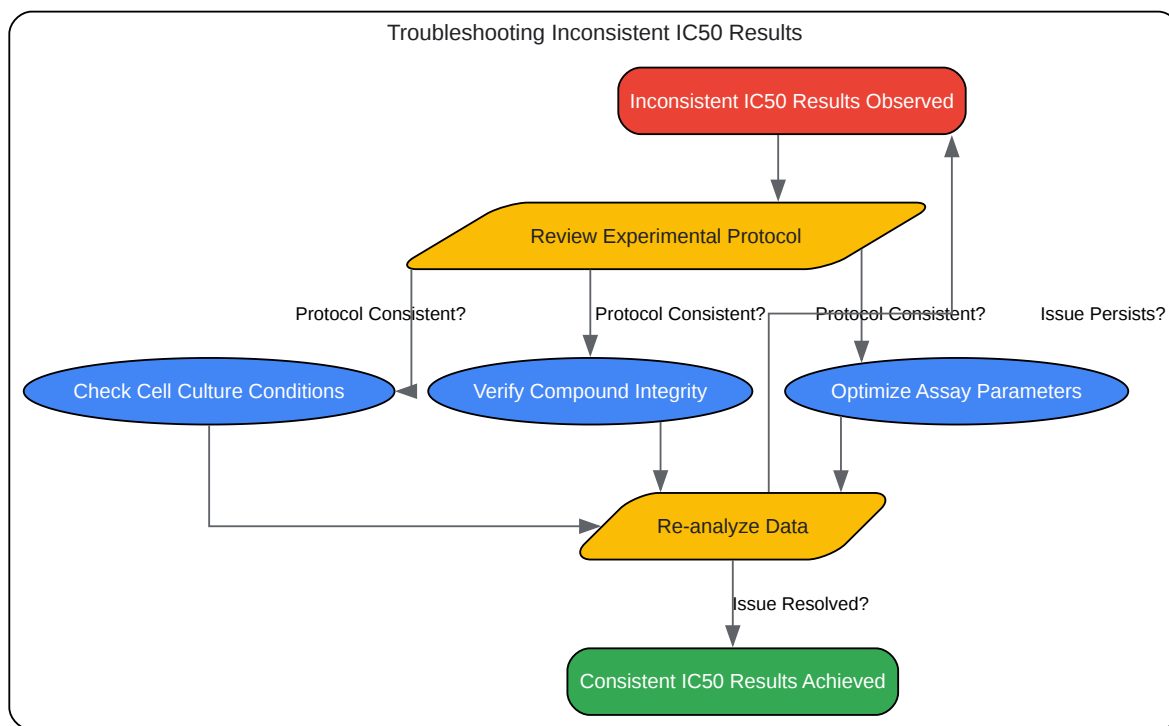 Troubleshooting Inconsistent IC50 Results
Inconsistent IC50 Results Observed
Review Experimental Protocol
Protocol Consistent?
Protocol Consistent?
Protocol Consistent?
Issue Persists?
Check Cell Culture Conditions
Verify Compound Integrity
Optimize Assay Parameters
Re-analyze Data
Issue Resolved?
Consistent IC50 Results Achieved